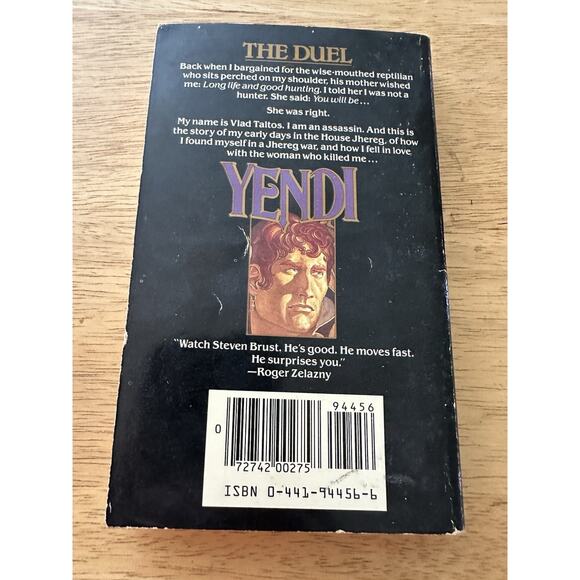 THE DUEL
Back when I bargained for the wise-mouthed reptilian
who sits perched on my shoulder, his mother wished
me: Long life and good hunting. I told her I was not a
hunter. She said: You will be...
She was right.
My name is Vlad Taltos. I am an assassin. And this is
the story of my early days in the House Jhereg, of how
I found myself in a Jhereg war, and how I fell in love
with the woman who killed me...
YENDI
"Watch Steven Brust. He's good. He moves fast.
He surprises you."
—Roger Zelazny
94456
0
72742 00275
ISBN 0-441-94456-6